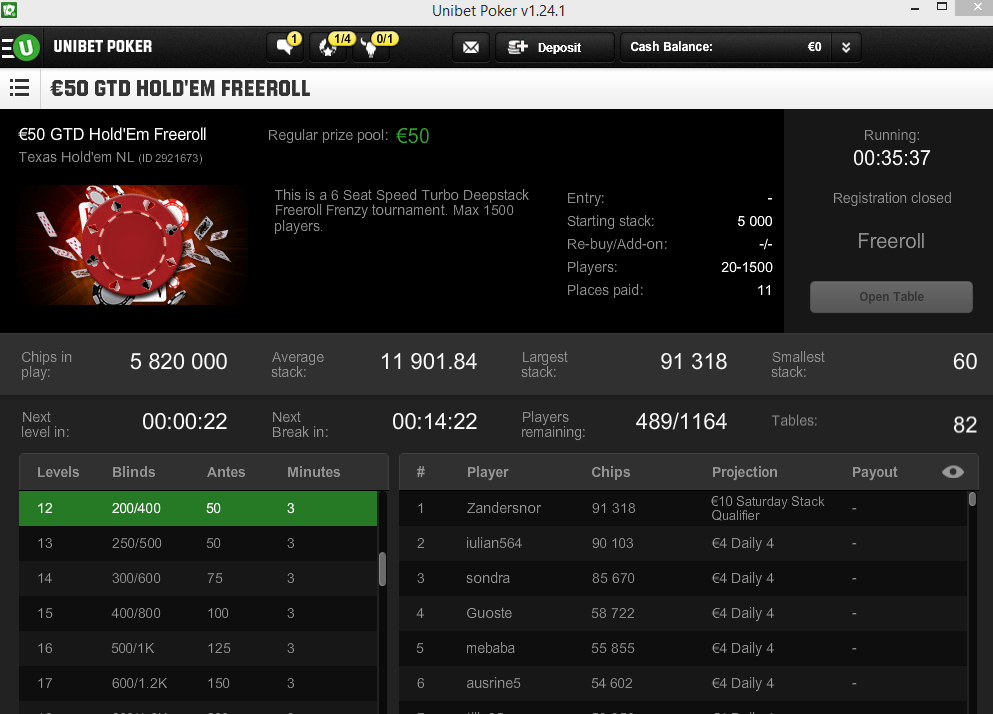 Unibet Poker v1.24.1
U UNIBET POKER 1 1/4 0/1 Deposit Cash Balance: €0
€50 GTD HOLD'EM FREEROLL
€50 GTD Hold'Em Freeroll
Texas Hold'em NL (ID 2921673)
Regular prize pool: €50
This is a 6 Seat Speed Turbo Deepstack
Freeroll Frenzy tournament. Max 1500
players.
Entry: -
Starting stack: 5 000
Re-buy/Add-on: -/-
Players: 20-1500
Places paid: 11
Running:
00:35:37
Registration closed
Freeroll
Open Table
Chips in
play: 5 820 000
Average
stack: 11 901.84
Largest
stack: 91 318
Smallest
stack: 60
Next
level in: 00:00:22
Next
Break in: 00:14:22
Players
remaining: 489/1164
Tables: 82
Levels Blinds Antes Minutes
12 200/400 50 3
13 250/500 50 3
14 300/600 75 3
15 400/800 100 3
16 500/1K 125 3
17 600/1.2K 150 3
# Player Chips Projection Payout
1 Zandersnor 91 318 €10 Saturday Stack
Qualifier -
2 iulian564 90 103 €4 Daily 4 -
3 sondra 85 670 €4 Daily 4 -
4 Guoste 58 722 €4 Daily 4 -
5 mebaba 55 855 €4 Daily 4 -
6 ausrine5 54 602 €4 Daily 4 -